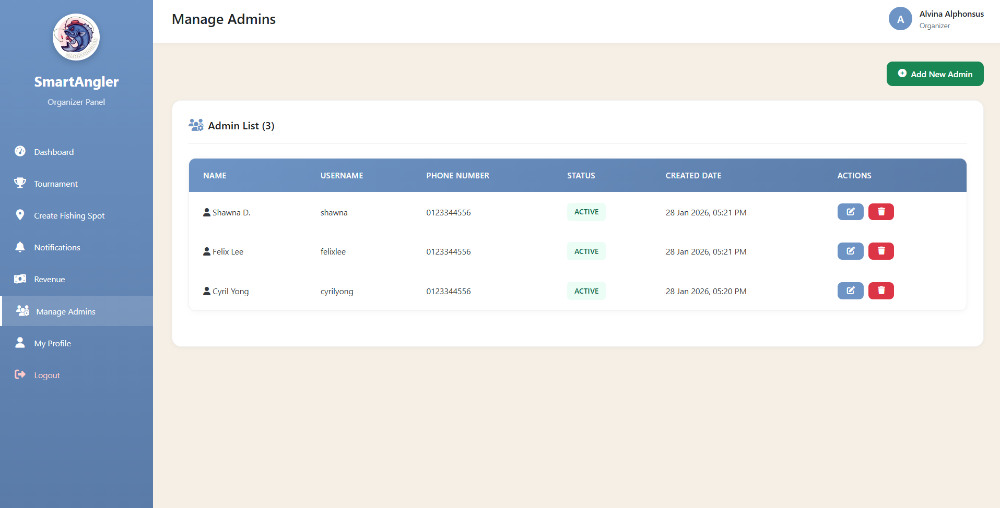 SMARTANGLER
SmartAngler
Organizer Panel
Dashboard
Tournament
Create Fishing Spot
Notifications
Revenue
Manage Admins
My Profile
Logout
Manage Admins
A
Alvina Alphonsus
Organizer
Add New Admin
Admin List (3)
NAME USERNAME PHONE NUMBER STATUS CREATED DATE ACTIONS
Shawna D. shawna 0123344556 ACTIVE 28 Jan 2026, 05:21 PM
Felix Lee felixlee 0123344556 ACTIVE 28 Jan 2026, 05:21 PM
Cyril Yong cyrilyong 0123344556 ACTIVE 28 Jan 2026, 05:20 PM